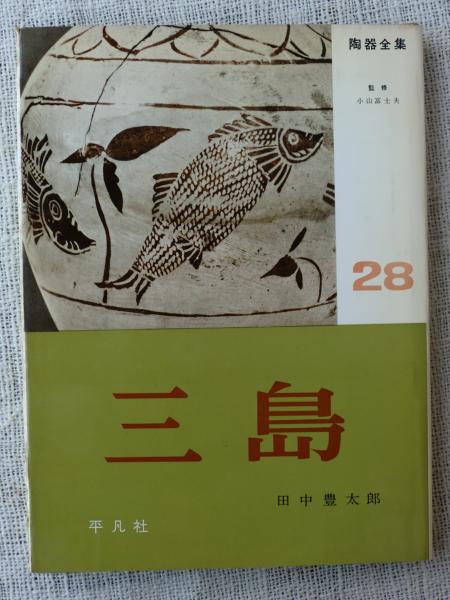 陶器全集
監修
小山冨士夫
28
三島
田中豊太郎
平凡社